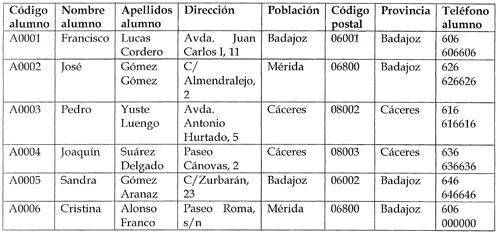 Código alumno Nombre alumno Apellidos alumno Dirección Población Código postal Provincia Teléfono alumno
A0001 Francisco Lucas Cordero Avda. Juan Carlos I, 11 Badajoz 06001 Badajoz 606 606606
A0002 José Gómez Gómez C/ Almendralejo, 2 Mérida 06800 Badajoz 626 626626
A0003 Pedro Yuste Luengo Avda. Antonio Hurtado, 5 Cáceres 08002 Cáceres 616 616616
A0004 Joaquín Suárez Delgado Paseo Cánovas, 2 Cáceres 08003 Cáceres 636 636636
A0005 Sandra Gómez Aranaz C/Zurbarán, 23 Badajoz 06002 Badajoz 646 646646
A0006 Cristina Alonso Franco Paseo Roma, s/n Mérida 06800 Badajoz 606 000000